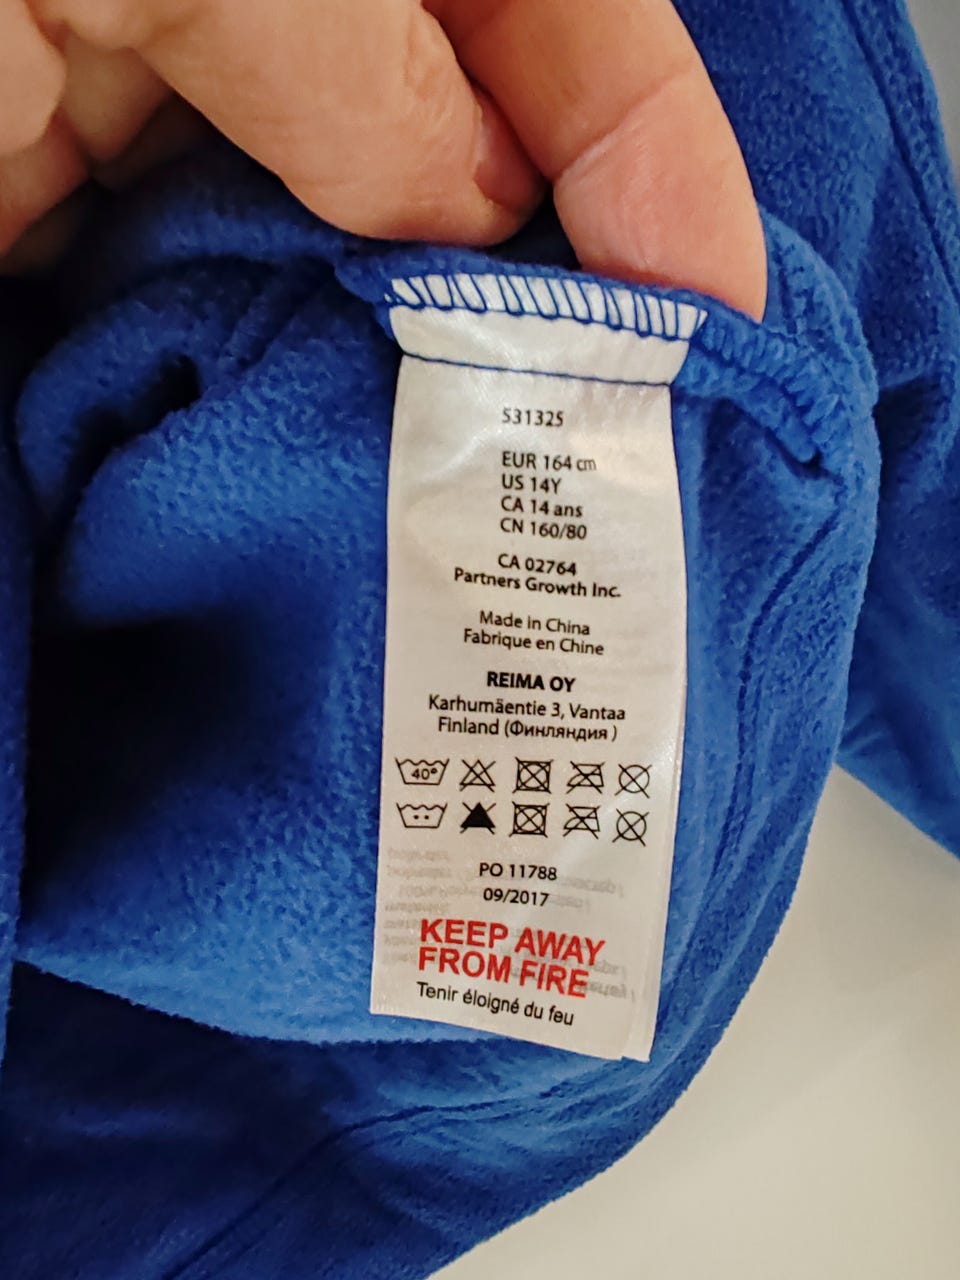 531325
EUR 164 cm
US 14Y
CA 14 ans
CN 160/80
CA 02764
Partners Growth Inc.
Made in China
Fabrique en Chine
REIMA OY
Karhumäentie 3, Vantaa
Finland (Финляндия )
40°
PO 11788
09/2017
KEEP AWAY
FROM FIRE
Tenir éloigné du feu